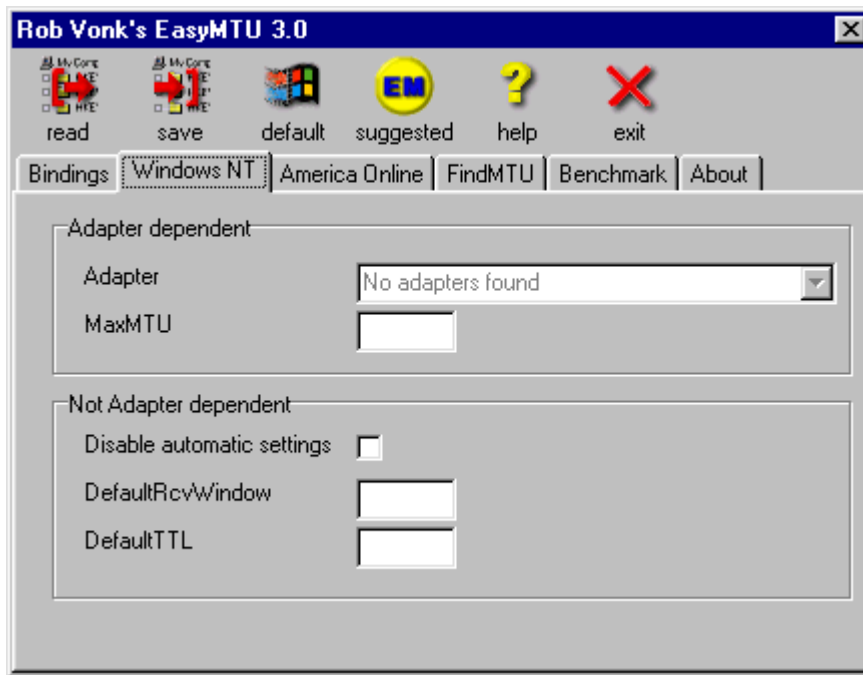 Rob Vonk's EasyMTU 3.0
EM
read save default suggested help exit
Bindings Windows NT America Online FindMTU Benchmark About
Adapter dependent
Adapter No adapters found
MaxMTU
Not Adapter dependent
Disable automatic settings
DefaultRcvWindow
DefaultTTL